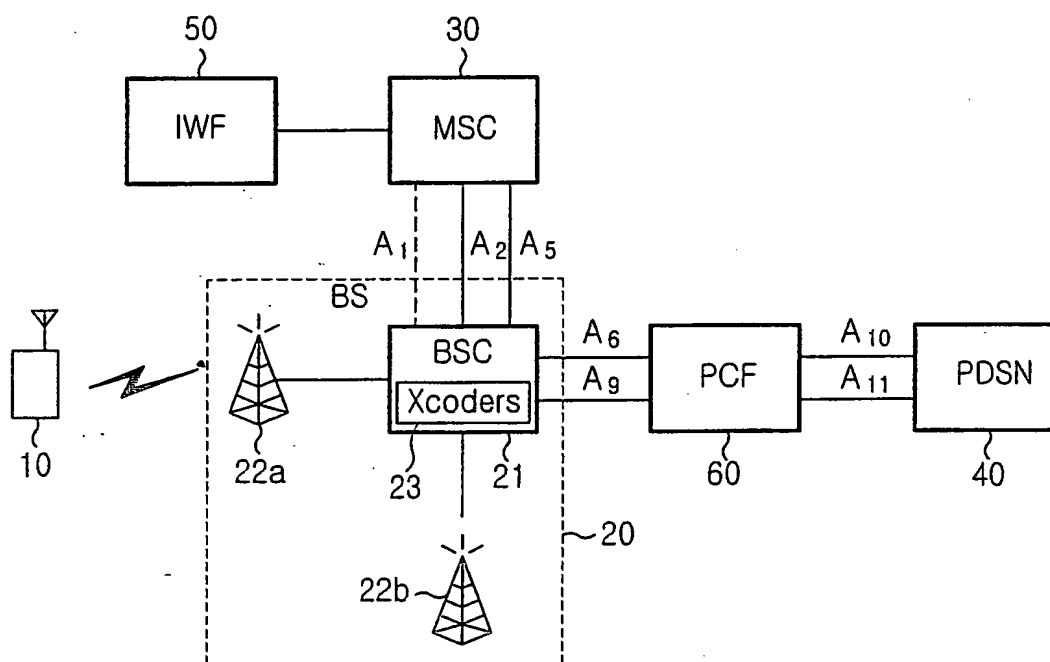 50
30
IWF
MSC
A1
A2
A5
BS
BSC
Xcoders
A6
A9
PCF
A10
A11
PDSN
10
22a
23
21
60
40
20
22b